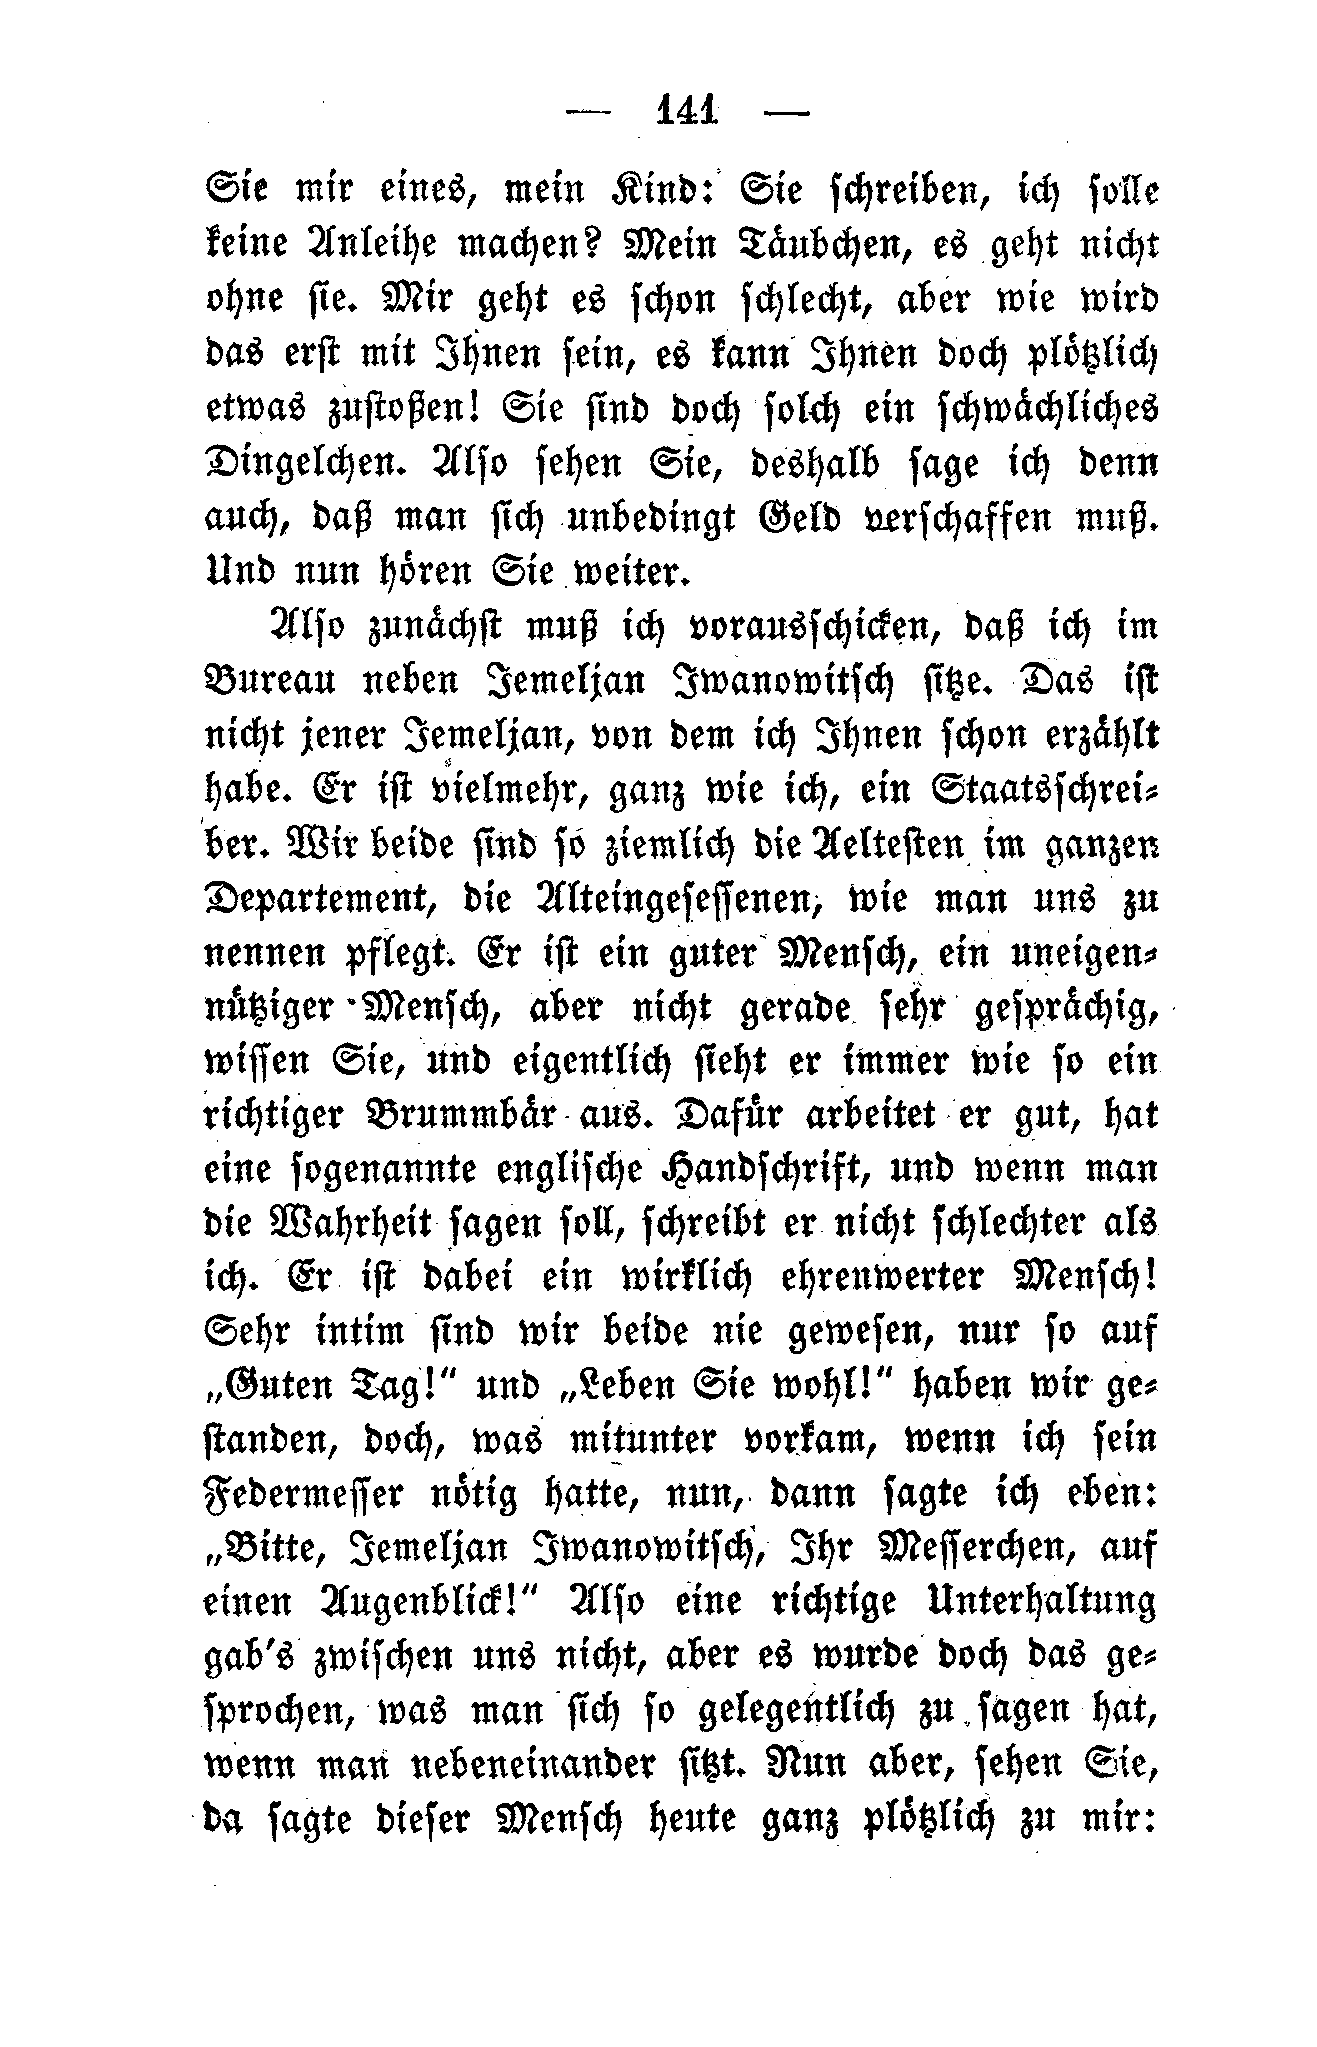 — 141 —
Sie mir eines, mein Kind: Sie schreiben, ich solle
keine Anleihe machen? Mein Täubchen, es geht nicht
ohne sie. Mir geht es schon schlecht, aber wie wird
das erst mit Ihnen sein, es kann Ihnen doch plötzlich
etwas zustoßen! Sie sind doch solch ein schwächliches
Dingelchen. Also sehen Sie, deshalb sage ich denn
auch, daß man sich unbedingt Geld verschaffen muß.
Und nun hören Sie weiter.
Also zunächst muß ich vorausschicken, daß ich im
Bureau neben Jemeljan Iwanowitsch sitze. Das ist
nicht jener Jemeljan, von dem ich Ihnen schon erzählt
habe. Er ist vielmehr, ganz wie ich, ein Staatsschrei-
ber. Wir beide sind so ziemlich die Aeltesten im ganzen
Departement, die Alteingesessenen, wie man uns zu
nennen pflegt. Er ist ein guter Mensch, ein uneigen-
nütziger Mensch, aber nicht gerade sehr gesprächig,
wissen Sie, und eigentlich sieht er immer wie so ein
richtiger Brummbär aus. Dafür arbeitet er gut, hat
eine sogenannte englische Handschrift, und wenn man
die Wahrheit sagen soll, schreibt er nicht schlechter als
ich. Er ist dabei ein wirklich ehrenwerter Mensch!
Sehr intim sind wir beide nie gewesen, nur so auf
„Guten Tag!“ und „Leben Sie wohl!“ haben wir ge-
standen, doch, was mitunter vorkam, wenn ich sein
Federmesser nötig hatte, nun, dann sagte ich eben:
„Bitte, Jemeljan Iwanowitsch, Ihr Messerchen, auf
einen Augenblick!“ Also eine richtige Unterhaltung
gab's zwischen uns nicht, aber es wurde doch das ge-
sprochen, was man sich so gelegentlich zu sagen hat,
wenn man nebeneinander sitzt. Nun aber, sehen Sie,
da sagte dieser Mensch heute ganz plötzlich zu mir: